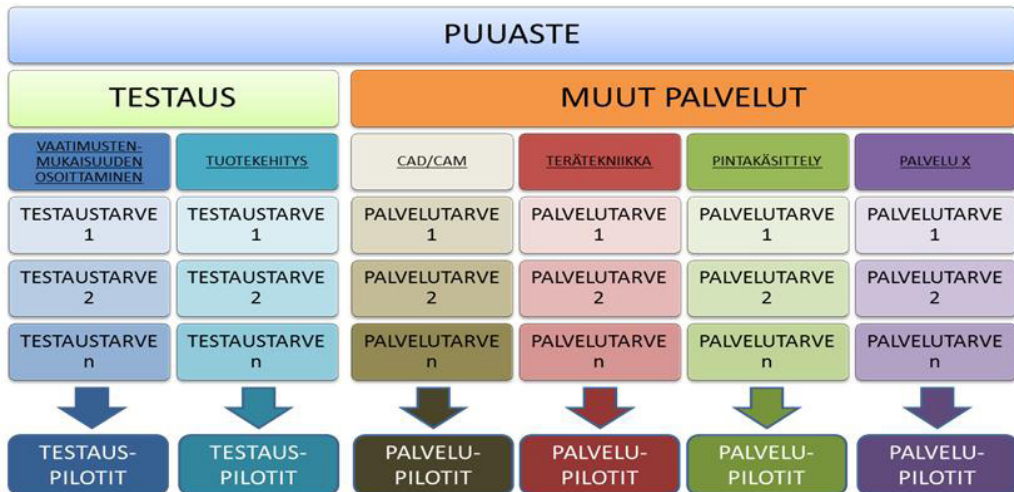 PUUASTE
TESTAUS
MUUT PALVELUT
VAATIMUSTEN-
MUKAISUUDEN
OSOITTAMINEN
TUOTEKEHITYS
CAD/CAM
TERÄTEKNIIKKA
PINTAKÄSITTELY
PALVELU X
TESTAUSTARVE
1
TESTAUSTARVE
1
PALVELUTARVE
1
PALVELUTARVE
1
PALVELUTARVE
1
PALVELUTARVE
1
TESTAUSTARVE
2
TESTAUSTARVE
2
PALVELUTARVE
2
PALVELUTARVE
2
PALVELUTARVE
2
PALVELUTARVE
2
TESTAUSTARVE
n
TESTAUSTARVE
n
PALVELUTARVE
n
PALVELUTARVE
n
PALVELUTARVE
n
PALVELUTARVE
n
TESTAUS-
PILOTIT
TESTAUS-
PILOTIT
PALVELU-
PILOTIT
PALVELU-
PILOTIT
PALVELU-
PILOTIT
PALVELU-
PILOTIT